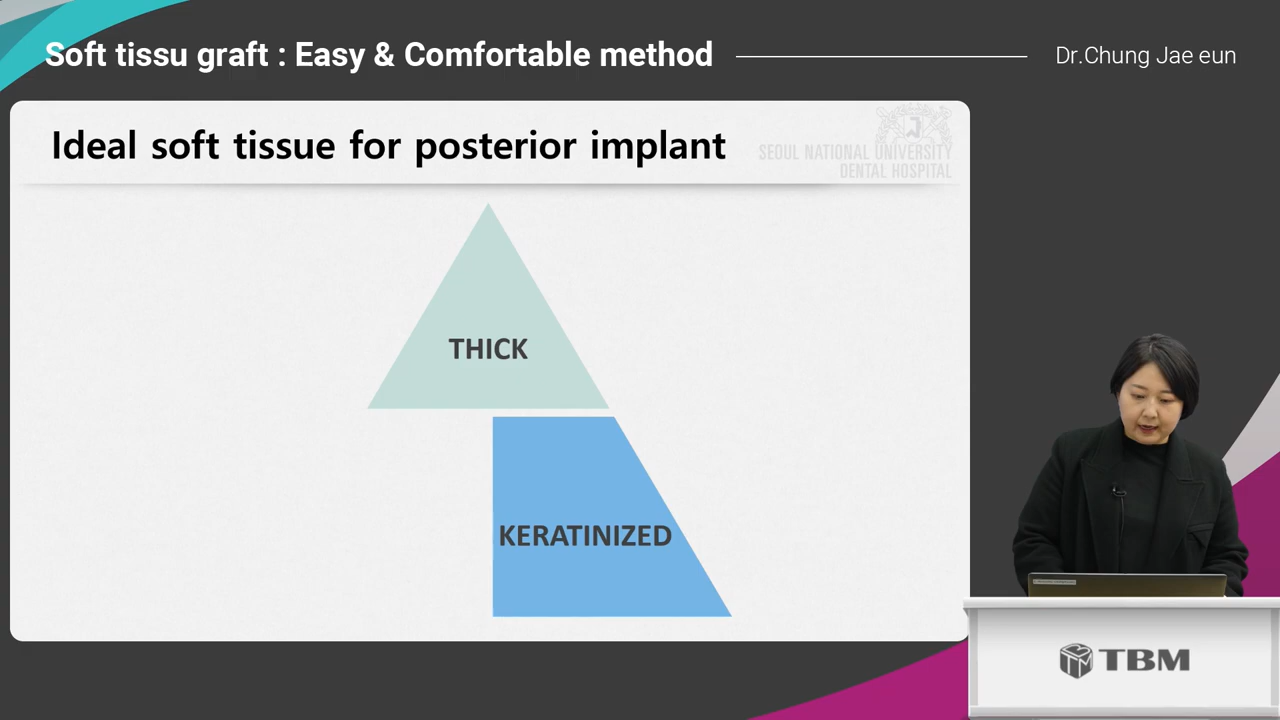 Soft tissu graft : Easy & Comfortable method
Dr.Chung Jae eun
Ideal soft tissue for posterior implant
SEOUL NATIONAL UNIVERSITY
DENTAL HOSPITAL
THICK
KERATINIZED
TBM